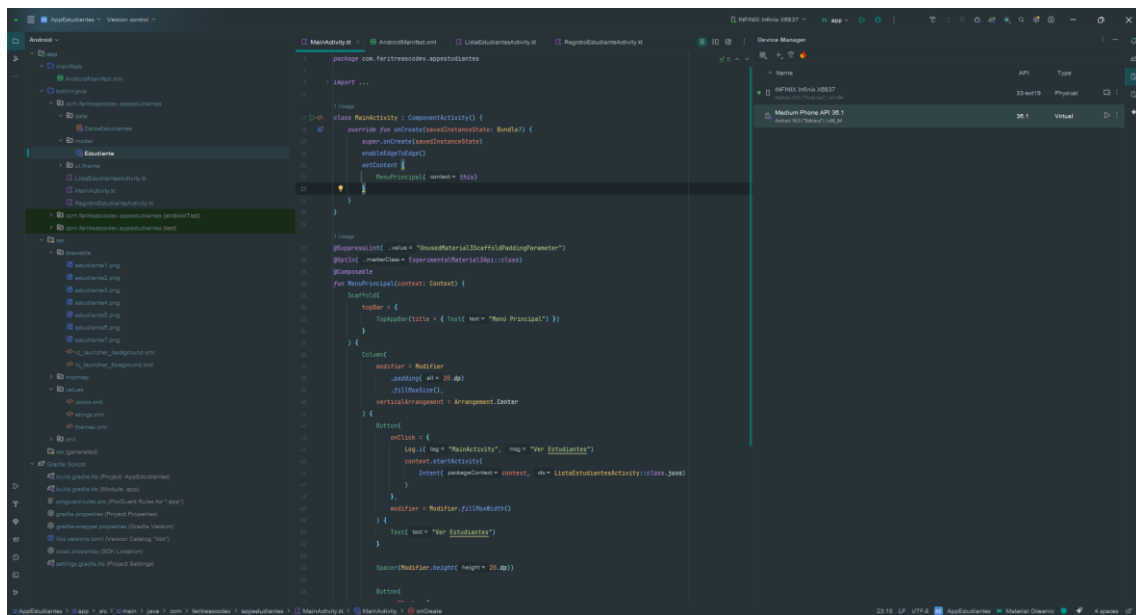 AppEstudiantes
Version control
INFINIX Infinix X6837
app
Android
MainActivity.kt
AndroidManifest.xml
ListaEstudiantesActivity.kt
RegistroEstudianteActivity.kt
Device Manager
app
manifests
AndroidManifest.xml
kotlin+java
com.faritreascodev.appestudiantes
data
DatosEstudiantes
model
Estudiante
ui.theme
ListaEstudiantesActivity.kt
MainActivity.kt
RegistroEstudianteActivity.kt
com.faritreascodev.appestudiantes (androidTest)
com.faritreascodev.appestudiantes (test)
res
drawable
estudiante1.png
estudiante2.png
estudiante3.png
estudiante4.png
estudiante5.png
estudiante6.png
estudiante7.png
ic_launcher_background.xml
ic_launcher_foreground.xml
mipmap
values
colors.xml
strings.xml
themes.xml
xml
res (generated)
Gradle Scripts
build.gradle.kts (Project: AppEstudiantes)
build.gradle.kts (Module :app)
proguard-rules.pro (ProGuard Rules for ":app")
gradle.properties (Project Properties)
gradle-wrapper.properties (Gradle Version)
libs.versions.toml (Version Catalog "libs")
local.properties (SDK Location)
settings.gradle.kts (Project Settings)
package com.faritreascodev.appestudiantes
import ...
1 Usage
class MainActivity : ComponentActivity() {
override fun onCreate(savedInstanceState: Bundle?) {
super.onCreate(savedInstanceState)
enableEdgeToEdge()
setContent {
MenuPrincipal( context = this)
}
}
}
1 Usage
@SuppressLint( ...value = "UnusedMaterial3ScaffoldPaddingParameter")
@OptIn( ...markerClass = ExperimentalMaterial3Api::class)
@Composable
fun MenuPrincipal(context: Context) {
Scaffold(
topBar = {
TopAppBar(title = { Text( text = "Menú Principal") })
}
) {
Column(
modifier = Modifier
.padding( all = 20.dp)
.fillMaxSize(),
verticalArrangement = Arrangement.Center
) {
Button(
onClick = {
Log.i( tag = "MainActivity", msg = "Ver Estudiantes")
context.startActivity(
Intent( packageContext = context, cls = ListaEstudiantesActivity::class.java)
)
},
modifier = Modifier.fillMaxWidth()
) {
Text( text = "Ver Estudiantes")
}
Spacer(Modifier.height( height = 20.dp))
Button(
Name API Type
INFINIX Infinix X6837 33-ext19 Physical
Medium Phone API 36.1 36.1 Virtual
AppEstudiantes > app > src > main > java > com > faritreascodev > appestudiantes > MainActivity.kt > MainActivity > onCreate
23:10 LF UTF-8 AppEstudiantes Material Oceanic 4 spaces